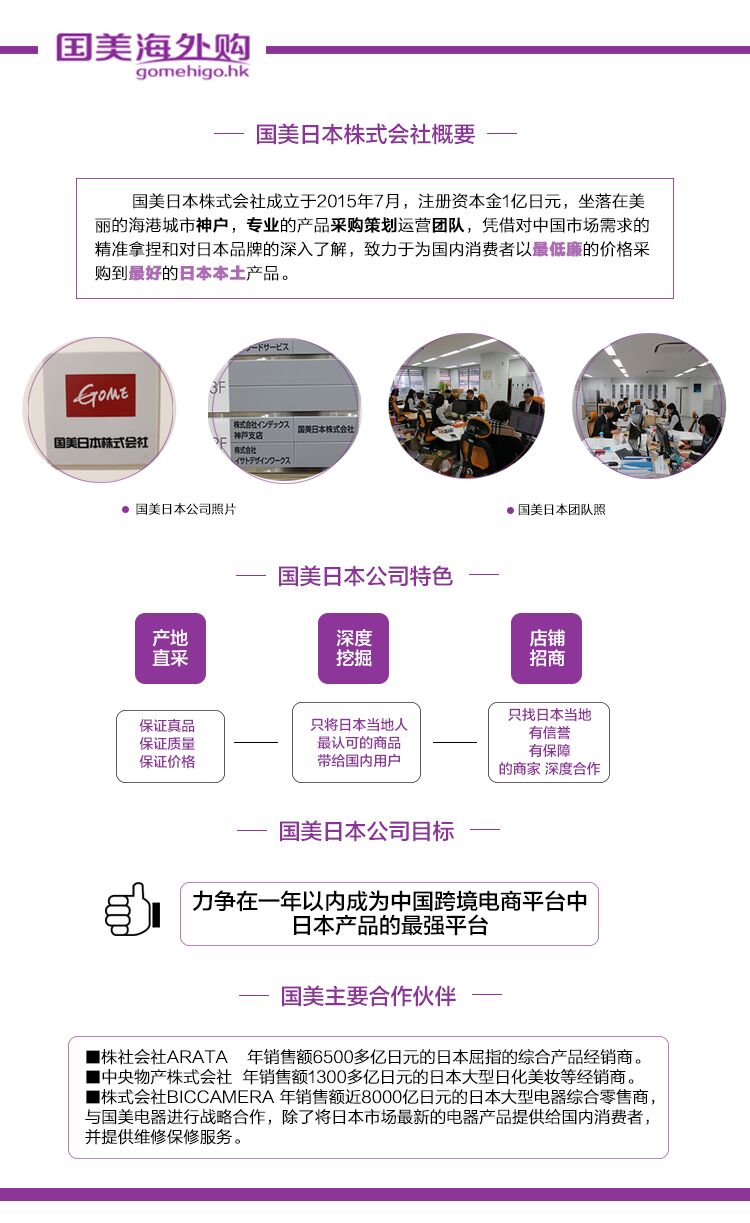 国美海外购
gomehigo.hk
国美日本株式会社概要
国美日本株式会社成立于2015年7月，注册资本金1亿日元，坐落在美
丽的海港城市神户，专业的产品采购策划运营团队，凭借对中国市场需求的
精准拿捏和对日本品牌的深入了解，致力于为国内消费者以最低廉的价格采
购到最好的日本本土产品。
GOME
国美日本株式会社
ードサービス
3F
株式会社インデックス
神戸支店
国美日本株式会社
2F
株式会社
イサトデザインワークス
● 国美日本公司照片
● 国美日本团队照
国美日本公司特色
产地
直采
深度
挖掘
店铺
招商
保证真品
保证质量
保证价格
只将日本当地人
最认可的商品
带给国内用户
只找日本当地
有信誉
有保障
的商家 深度合作
国美日本公司目标
力争在一年以内成为中国跨境电商平台中
日本产品的最强平台
国美主要合作伙伴
■株社会社ARATA 年销售额6500多亿日元的日本屈指的综合产品经销商。
■中央物产株式会社 年销售额1300多亿日元的日本大型日化美妆等经销商。
■株式会社BICCAMERA 年销售额近8000亿日元的日本大型电器综合零售商，
与国美电器进行战略合作，除了将日本市场最新的电器产品提供给国内消费者，
并提供维修保修服务。